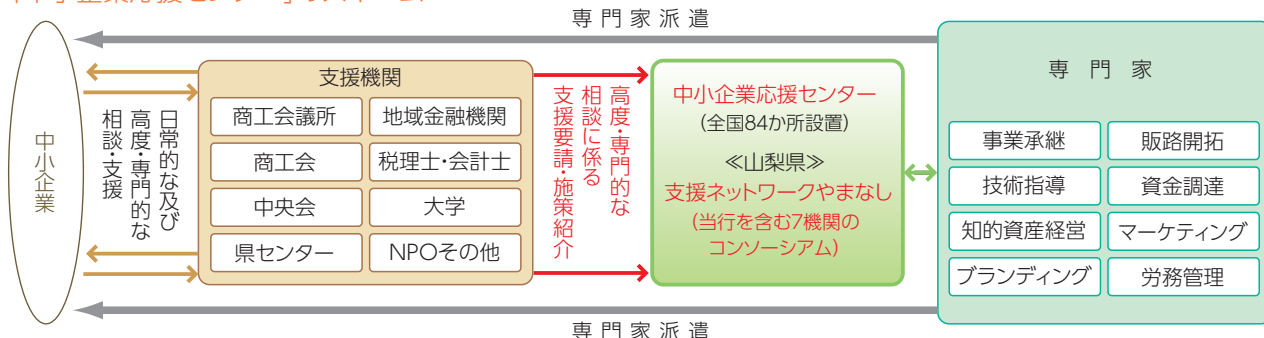 専門家派遣
中小企業
日常的な及び
高度・専門的な
相談・支援
支援機関
商工会議所
地域金融機関
商工会
税理士・会計士
中央会
大学
県センター
NPOその他
高度・専門的な
相談に係る
支援要請・施策紹介
中小企業応援センター
(全国84か所設置)
≪山梨県≫
支援ネットワークやまなし
(当行を含む7機関の
コンソーシアム)
専門家
事業承継
販路開拓
技術指導
資金調達
知的資産経営
マーケティング
ブランディング
労務管理
専門家派遣